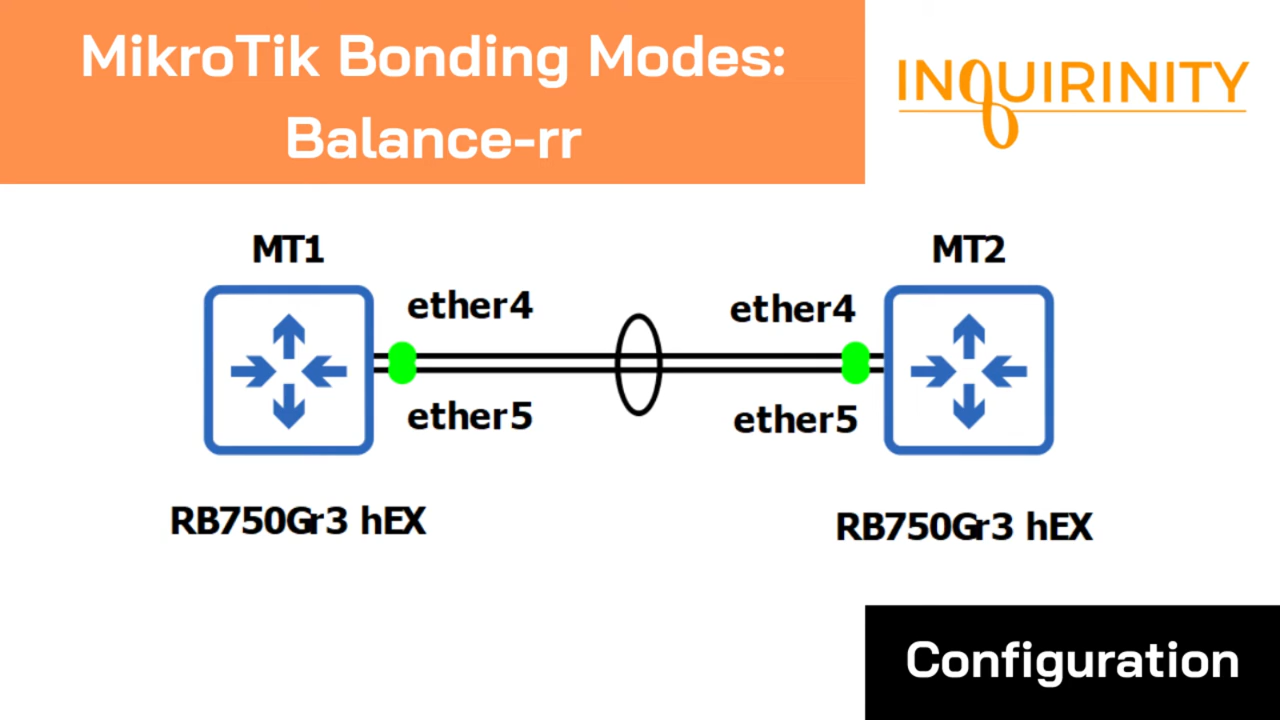 MikroTik Bonding Modes:
Balance-rr
INQUIRINITY
MT1
MT2
ether4
ether4
ether5
ether5
RB750Gr3 hEX
RB750Gr3 hEX
Configuration